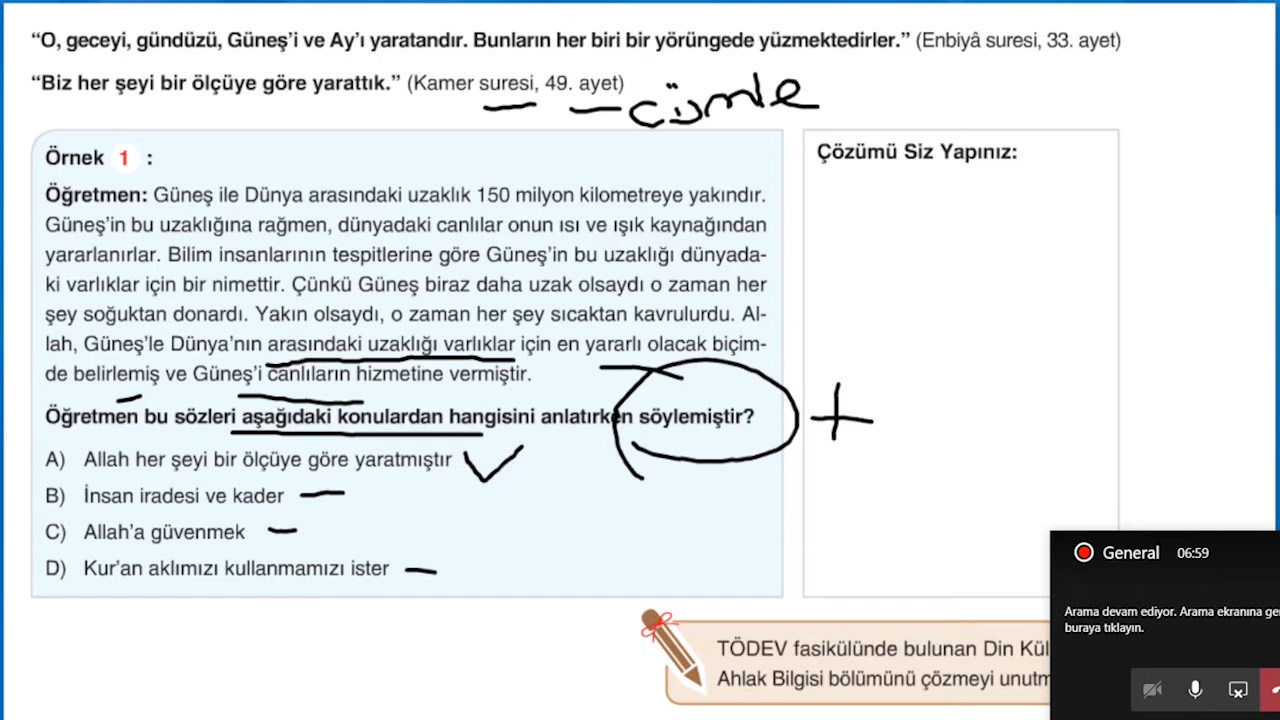 “O, geceyi, gündüzü, Güneş’i ve Ay’ı yaratandır. Bunların her biri bir yörüngede yüzmektedirler.” (Enbiyâ suresi, 33. ayet)
“Biz her şeyi bir ölçüye göre yarattık.” (Kamer suresi, 49. ayet)
cümle
Örnek 1 :
Öğretmen: Güneş ile Dünya arasındaki uzaklık 150 milyon kilometreye yakındır.
Güneş’in bu uzaklığına rağmen, dünyadaki canlılar onun ısı ve ışık kaynağından
yararlanırlar. Bilim insanlarının tespitlerine göre Güneş’in bu uzaklığı dünyada-
ki varlıklar için bir nimettir. Çünkü Güneş biraz daha uzak olsaydı o zaman her
şey soğuktan donardı. Yakın olsaydı, o zaman her şey sıcaktan kavrulurdu. Al-
lah, Güneş’le Dünya’nın arasındaki uzaklığı varlıklar için en yararlı olacak biçim-
de belirlemiş ve Güneş’i canlıların hizmetine vermiştir.
Öğretmen bu sözleri aşağıdaki konulardan hangisini anlatırken söylemiştir?
A) Allah her şeyi bir ölçüye göre yaratmıştır
B) İnsan iradesi ve kader
C) Allah’a güvenmek
D) Kur’an aklımızı kullanmamızı ister
Çözümü Siz Yapınız:
+
TÖDEV fasikülünde bulunan Din Kül
Ahlak Bilgisi bölümünü çözmeyi unutm
General 06:59
Arama devam ediyor. Arama ekranına ge
buraya tıklayın.